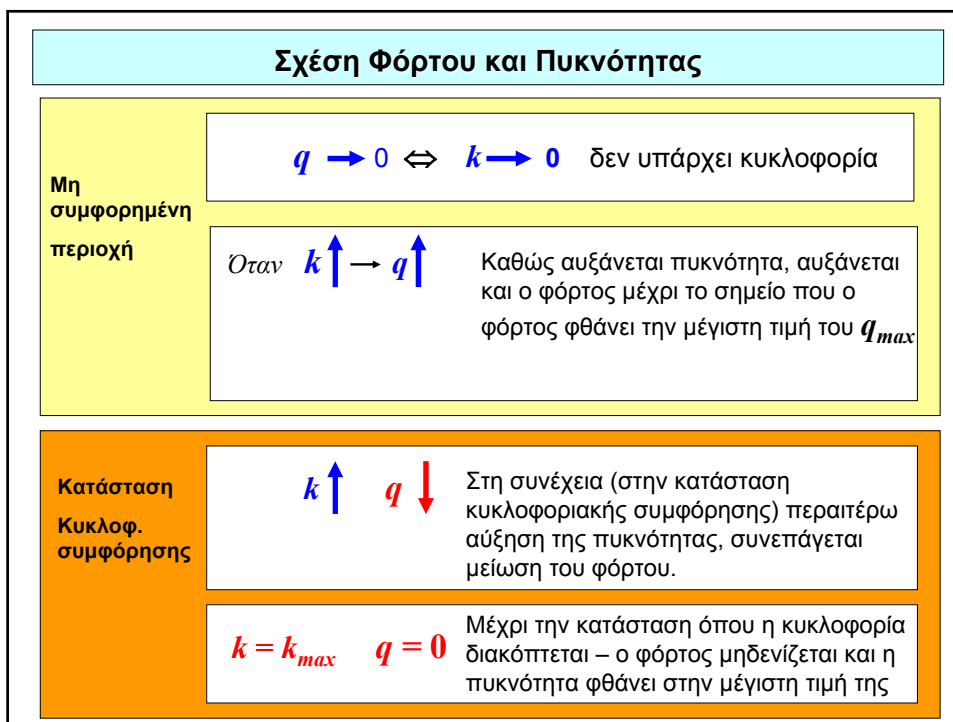 Σχέση Φόρτου και Πυκνότητας
Μη
συμφορημένη
περιοχή
q → 0 ⇔ k → 0 δεν υπάρχει κυκλοφορία
Όταν k ↑ → q ↑
Καθώς αυξάνεται πυκνότητα, αυξάνεται
και ο φόρτος μέχρι το σημείο που ο
φόρτος φθάνει την μέγιστη τιμή του qmax
Κατάσταση
Κυκλοφ.
συμφόρησης
k ↑ q ↓
Στη συνέχεια (στην κατάσταση
κυκλοφοριακής συμφόρησης) περαιτέρω
αύξηση της πυκνότητας, συνεπάγεται
μείωση του φόρτου.
k = kmax q = 0
Μέχρι την κατάσταση όπου η κυκλοφορία
διακόπτεται – ο φόρτος μηδενίζεται και η
πυκνότητα φθάνει στην μέγιστη τιμή της